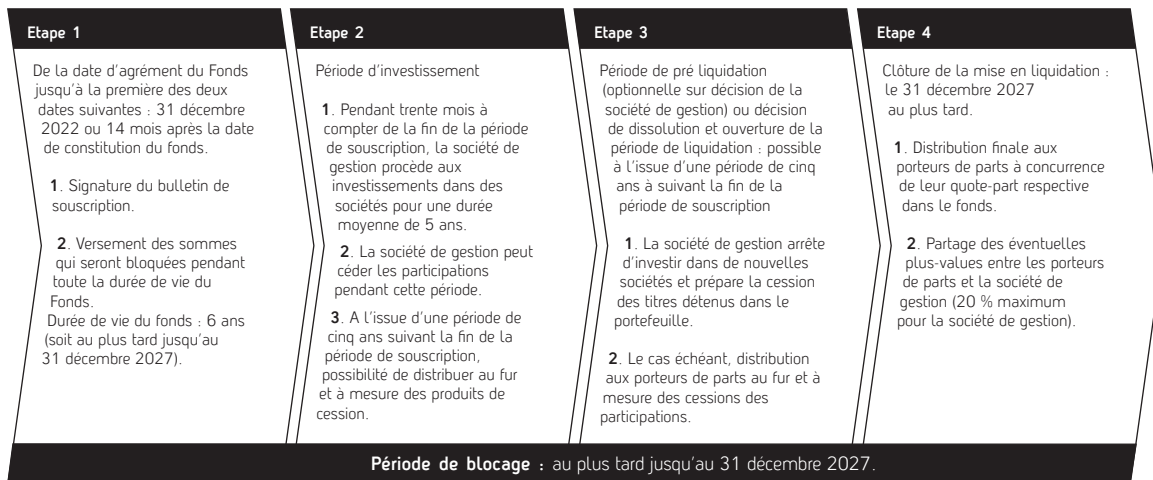 Etape 1
De la date d'agrément du Fonds
jusqu'à la première des deux
dates suivantes : 31 décembre
2022 ou 14 mois après la date
de constitution du fonds.
1. Signature du bulletin de
souscription.
2. Versement des sommes
qui seront bloquées pendant
toute la durée de vie du
Fonds.
Durée de vie du fonds : 6 ans
(soit au plus tard jusqu'au
31 décembre 2027).
Etape 2
Période d'investissement
1. Pendant trente mois à
compter de la fin de la période
de souscription, la société de
gestion procède aux
investissements dans des
sociétés pour une durée
moyenne de 5 ans.
2. La société de gestion peut
céder les participations
pendant cette période.
3. A l'issue d'une période de
cinq ans suivant la fin de la
période de souscription,
possibilité de distribuer au fur
et à mesure des produits de
cession.
Etape 3
Période de pré liquidation
(optionnelle sur décision de la
société de gestion) ou décision
de dissolution et ouverture de la
période de liquidation : possible
à l'issue d'une période de cinq
ans à suivant la fin de la
période de souscription
1. La société de gestion arrête
d'investir dans de nouvelles
sociétés et prépare la cession
des titres détenus dans le
portefeuille.
2. Le cas échéant, distribution
aux porteurs de parts au fur et à
mesure des cessions des
participations.
Etape 4
Clôture de la mise en liquidation :
le 31 décembre 2027
au plus tard.
1. Distribution finale aux
porteurs de parts à concurrence
de leur quote-part respective
dans le fonds.
2. Partage des éventuelles
plus-values entre les porteurs
de parts et la société de
gestion (20 % maximum
pour la société de gestion).
Période de blocage : au plus tard jusqu'au 31 décembre 2027.